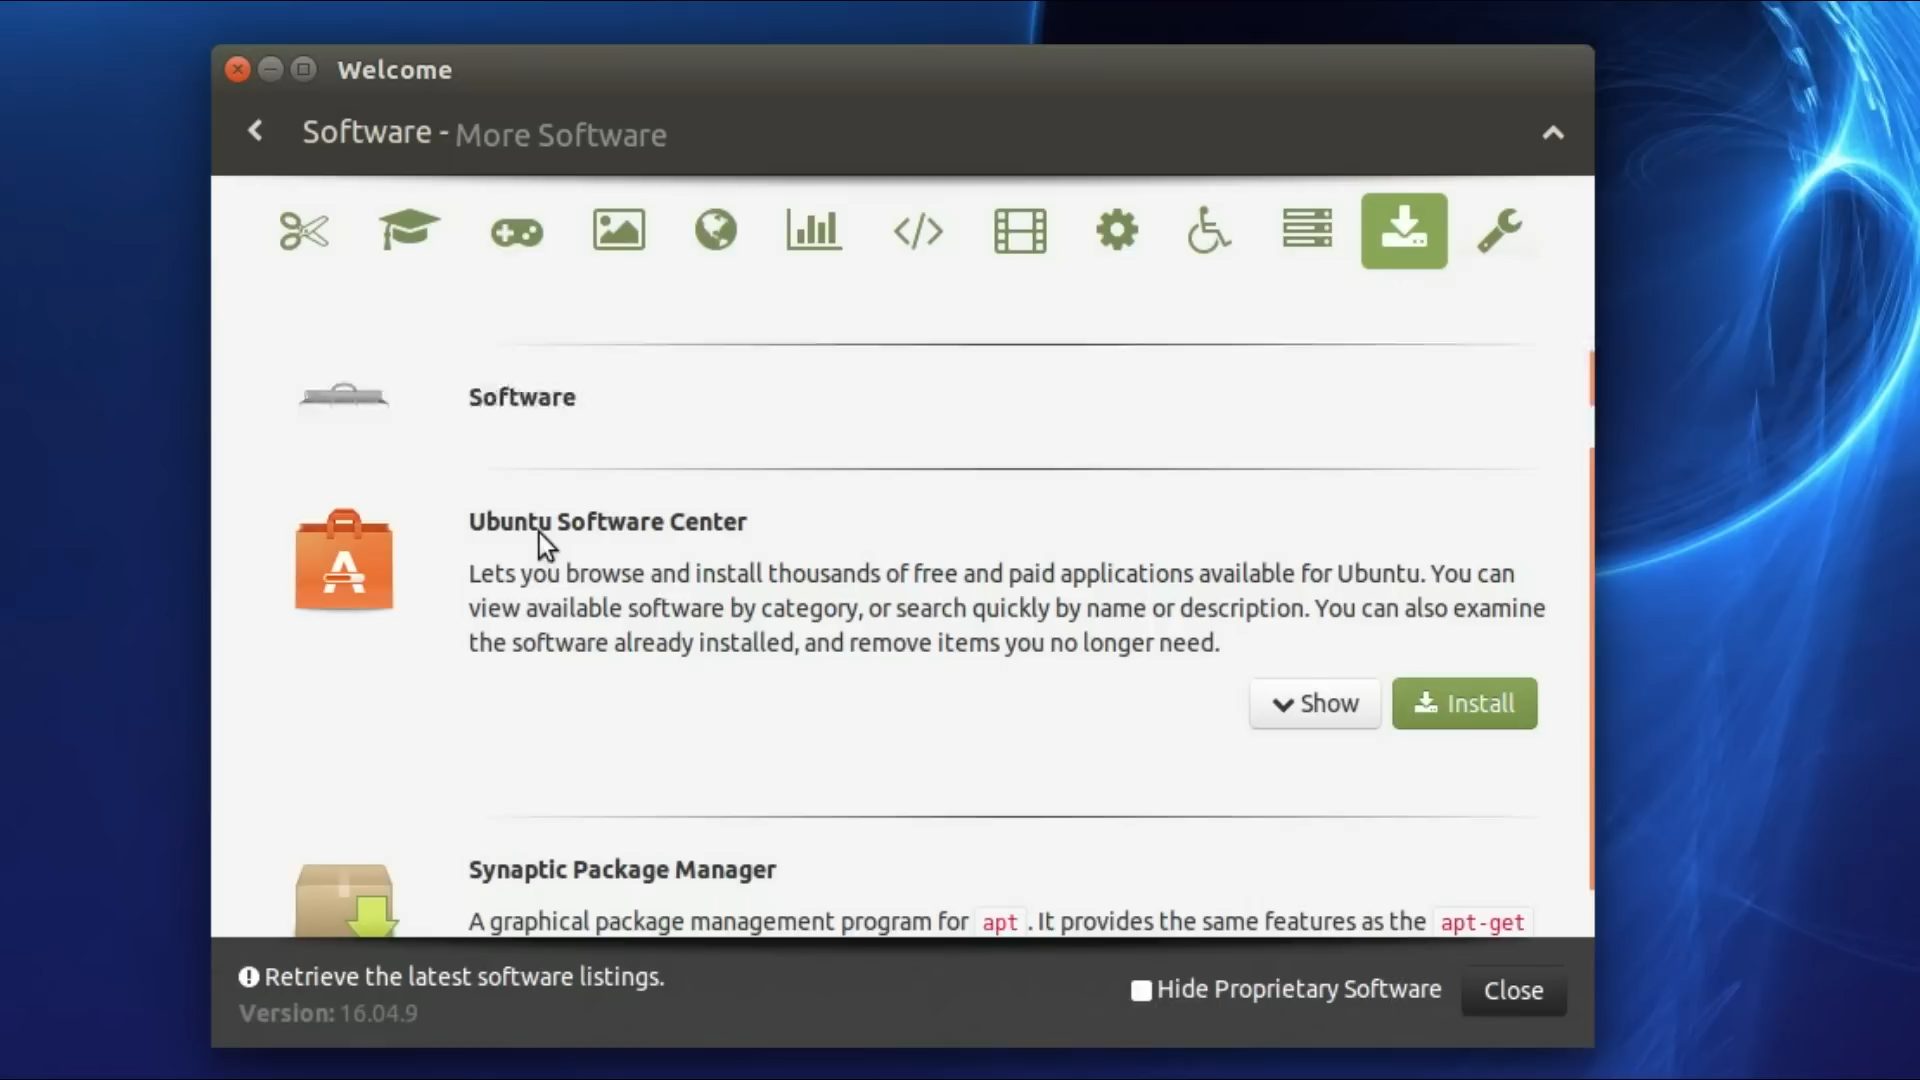 Welcome
Software - More Software
Software
Ubuntu Software Center
Lets you browse and install thousands of free and paid applications available for Ubuntu. You can
view available software by category, or search quickly by name or description. You can also examine
the software already installed, and remove items you no longer need.
Show Install
Synaptic Package Manager
A graphical package management program for apt. It provides the same features as the apt-get
Retrieve the latest software listings.
Hide Proprietary Software Close
Version: 16.04.9